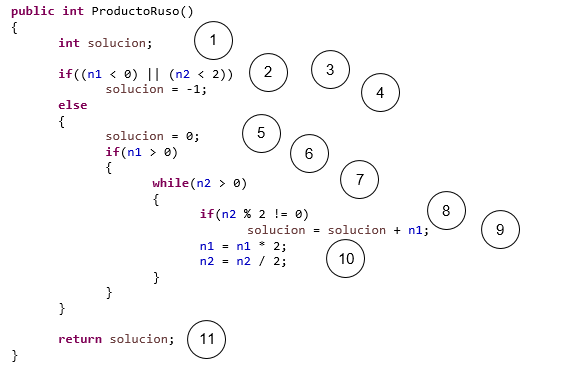 public int ProductoRuso()
{
int solucion; 1
if((n1 < 0) || (n2 < 2)) 2 3
solucion = -1; 4
else
{
solucion = 0; 5
if(n1 > 0) 6
{
while(n2 > 0) 7
{
if(n2 % 2 != 0) 8
solucion = solucion + n1; 9
n1 = n1 * 2;
n2 = n2 / 2; 10
}
}
}
return solucion; 11
}